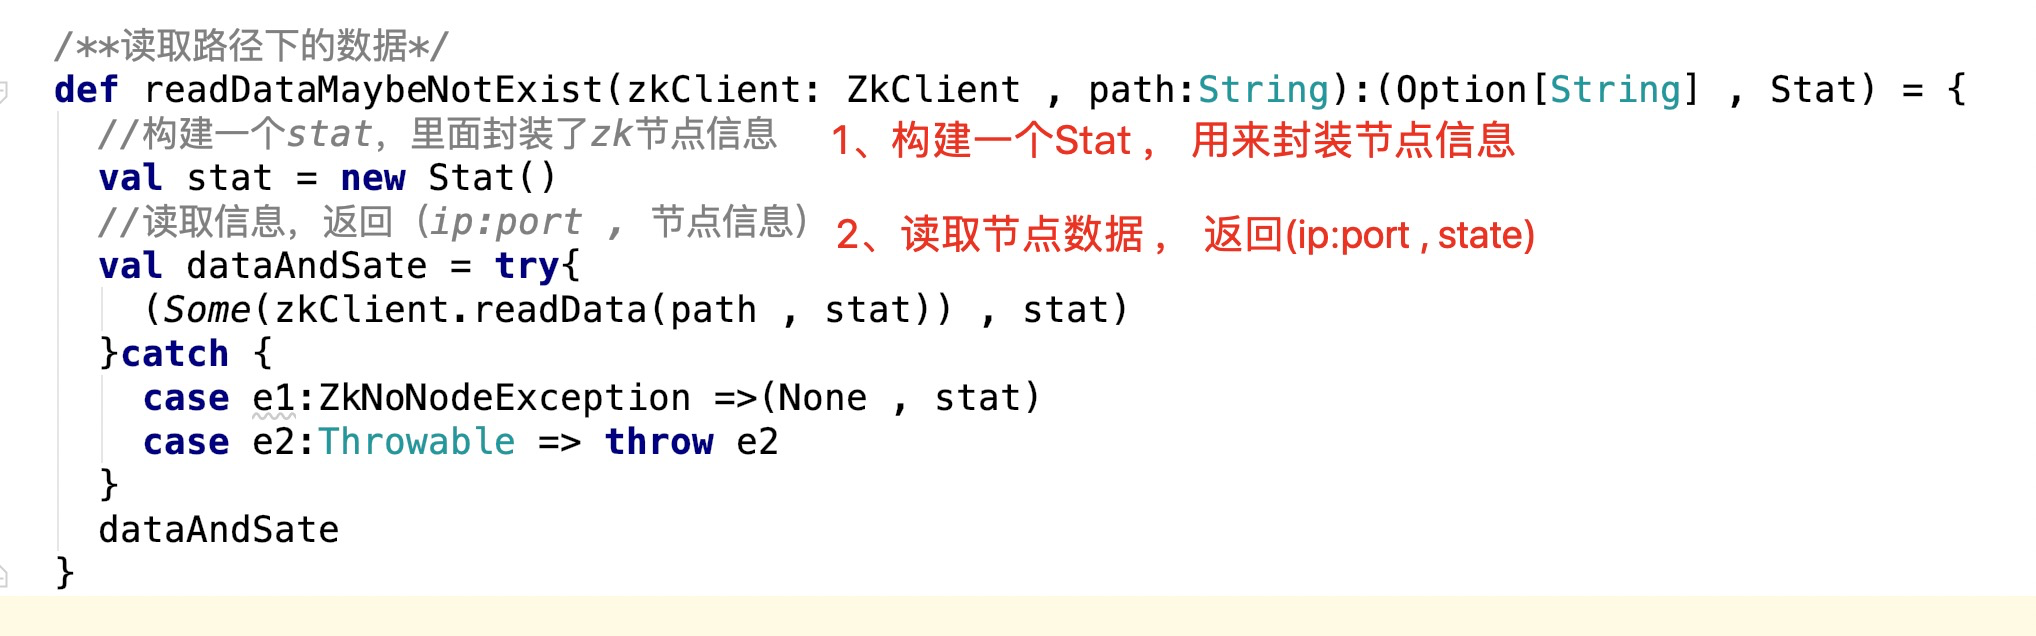 /**读取路径下的数据*/
def readDataMaybeNotExist(zkClient: ZkClient , path:String):(Option[String] , Stat) = {
//构建一个stat，里面封装了zk节点信息
1、构建一个Stat ， 用来封装节点信息
val stat = new Stat()
//读取信息，返回（ip:port , 节点信息）
2、读取节点数据 ， 返回(ip:port , state)
val dataAndSate = try{
(Some(zkClient.readData(path , stat)) , stat)
}catch {
case e1:ZkNoNodeException =>(None , stat)
case e2:Throwable => throw e2
}
dataAndSate
}